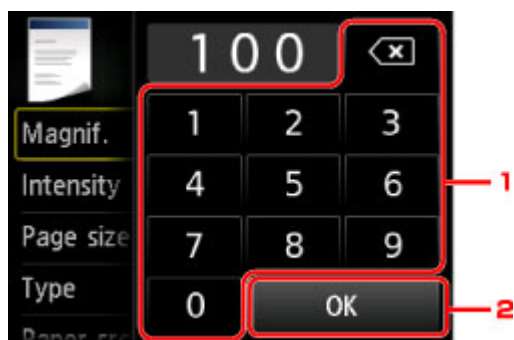 100
Magnif.
1 2 3
Intensity
4 5 6
1
Page size
7 8 9
Type
0 OK
2